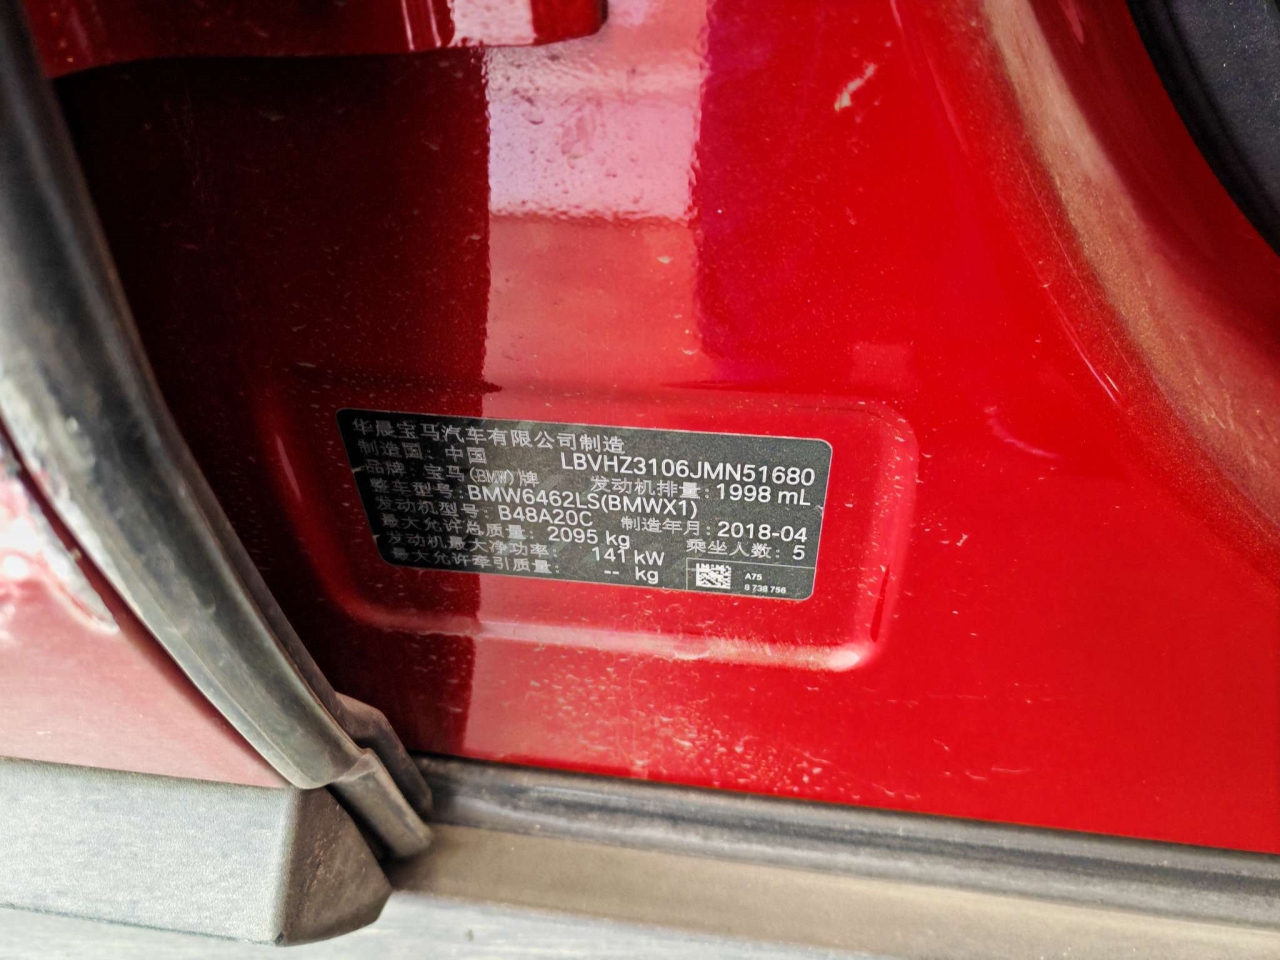 华晨宝马汽车有限公司制造
制造国：中国 LBVHZ3106JMN51680
品牌：宝马(BMW)牌 发动机排量：1998 mL
整车型号：BMW6462LS(BMWX1)
发动机型号：B48A20C 制造年月：2018-04
最大允许总质量：2095 kg 乘坐人数：5
发动机最大净功率：141 kW
最大允许牵引质量：-- kg
A75
8 738 756